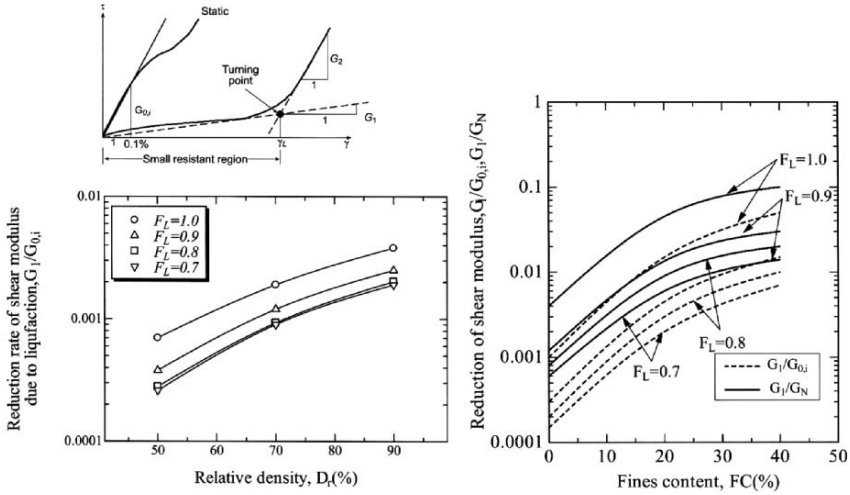 τ
Static
Turning
point
G₂
1
G₀,ᵢ
1
G₁
1
0.1%
γL
γ
Small resistant region
Reduction rate of shear modulus
due to liqufaction,G₁/G₀,ᵢ
0.01
0.001
0.0001
FL=1.0
FL=0.9
FL=0.8
FL=0.7
50 60 70 80 90
Relative density, Dr(%)
Reduction of shear modulus,Gᵢ/G₀,ᵢ,G₁/GN
1
0.1
0.01
0.001
0.0001
FL=1.0
FL=0.9
FL=0.8
FL=0.7
G₁/G₀,ᵢ
G₁/GN
0 10 20 30 40 50
Fines content, FC(%)